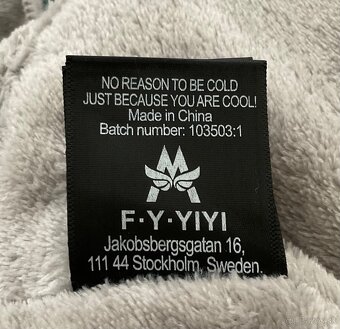 NO REASON TO BE COLD
JUST BECAUSE YOU ARE COOL!
Made in China
Batch number: 103503:1
F·Y·YIYI
Jakobsbergsgatan 16,
111 44 Stockholm, Sweden.